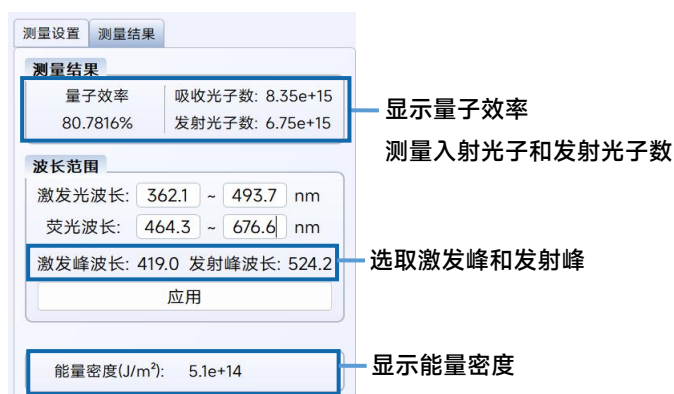 测量设置 测量结果
测量结果
量子效率 吸收光子数: 8.35e+15
80.7816% 发射光子数: 6.75e+15
显示量子效率
测量入射光子和发射光子数
波长范围
激发光波长: 362.1 ~ 493.7 nm
荧光波长: 464.3 ~ 676.6 nm
激发峰波长: 419.0 发射峰波长: 524.2
选取激发峰和发射峰
应用
能量密度(J/m²): 5.1e+14
显示能量密度